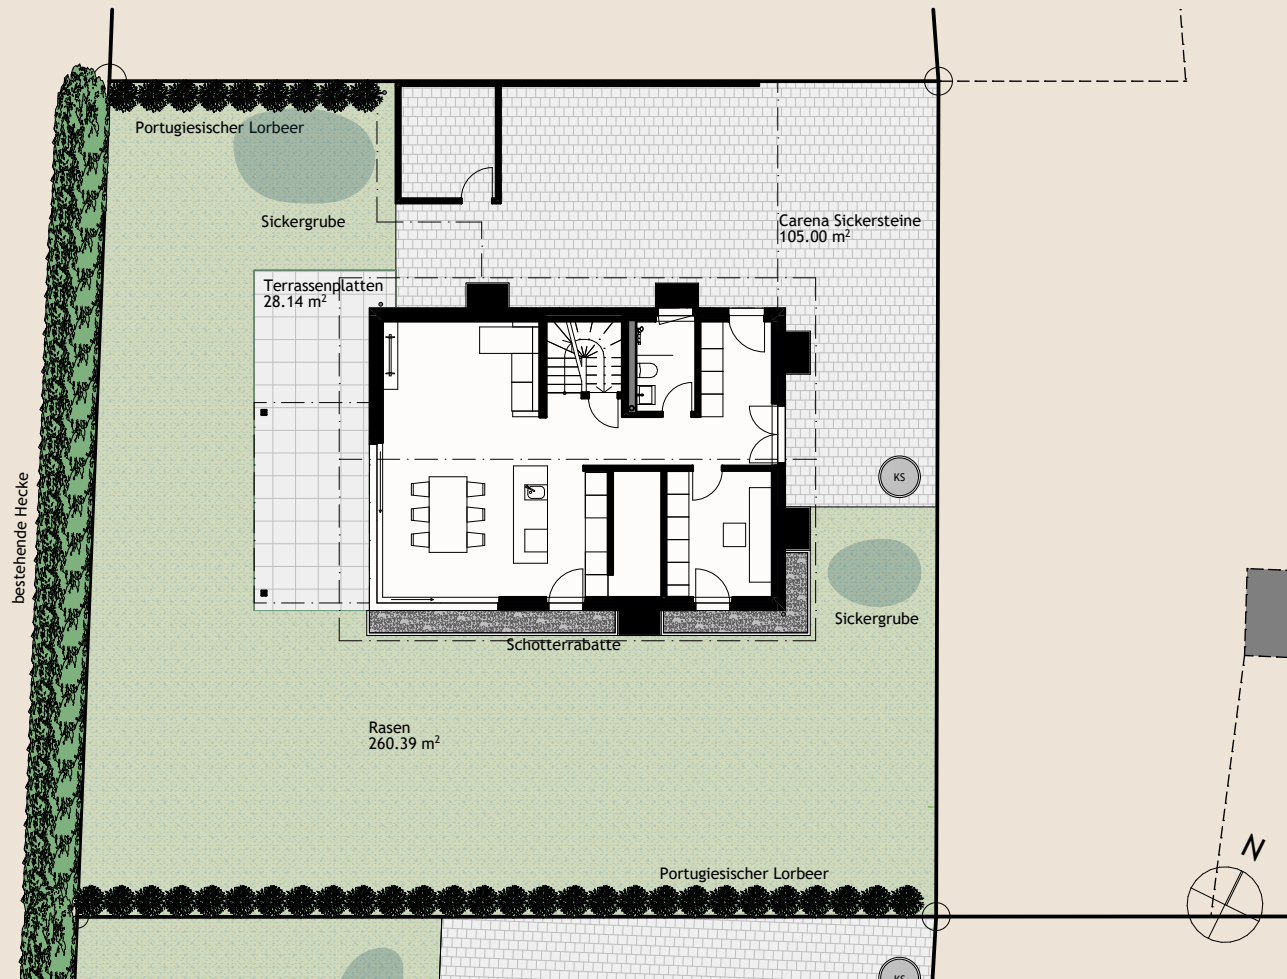 Portugiesischer Lorbeer
Sickergrube
Carena Sickersteine
105.00 m²
Terrassenplatten
28.14 m²
KS
bestehende Hecke
Sickergrube
Schotterrabatte
Rasen
260.39 m²
N
Portugiesischer Lorbeer
KS